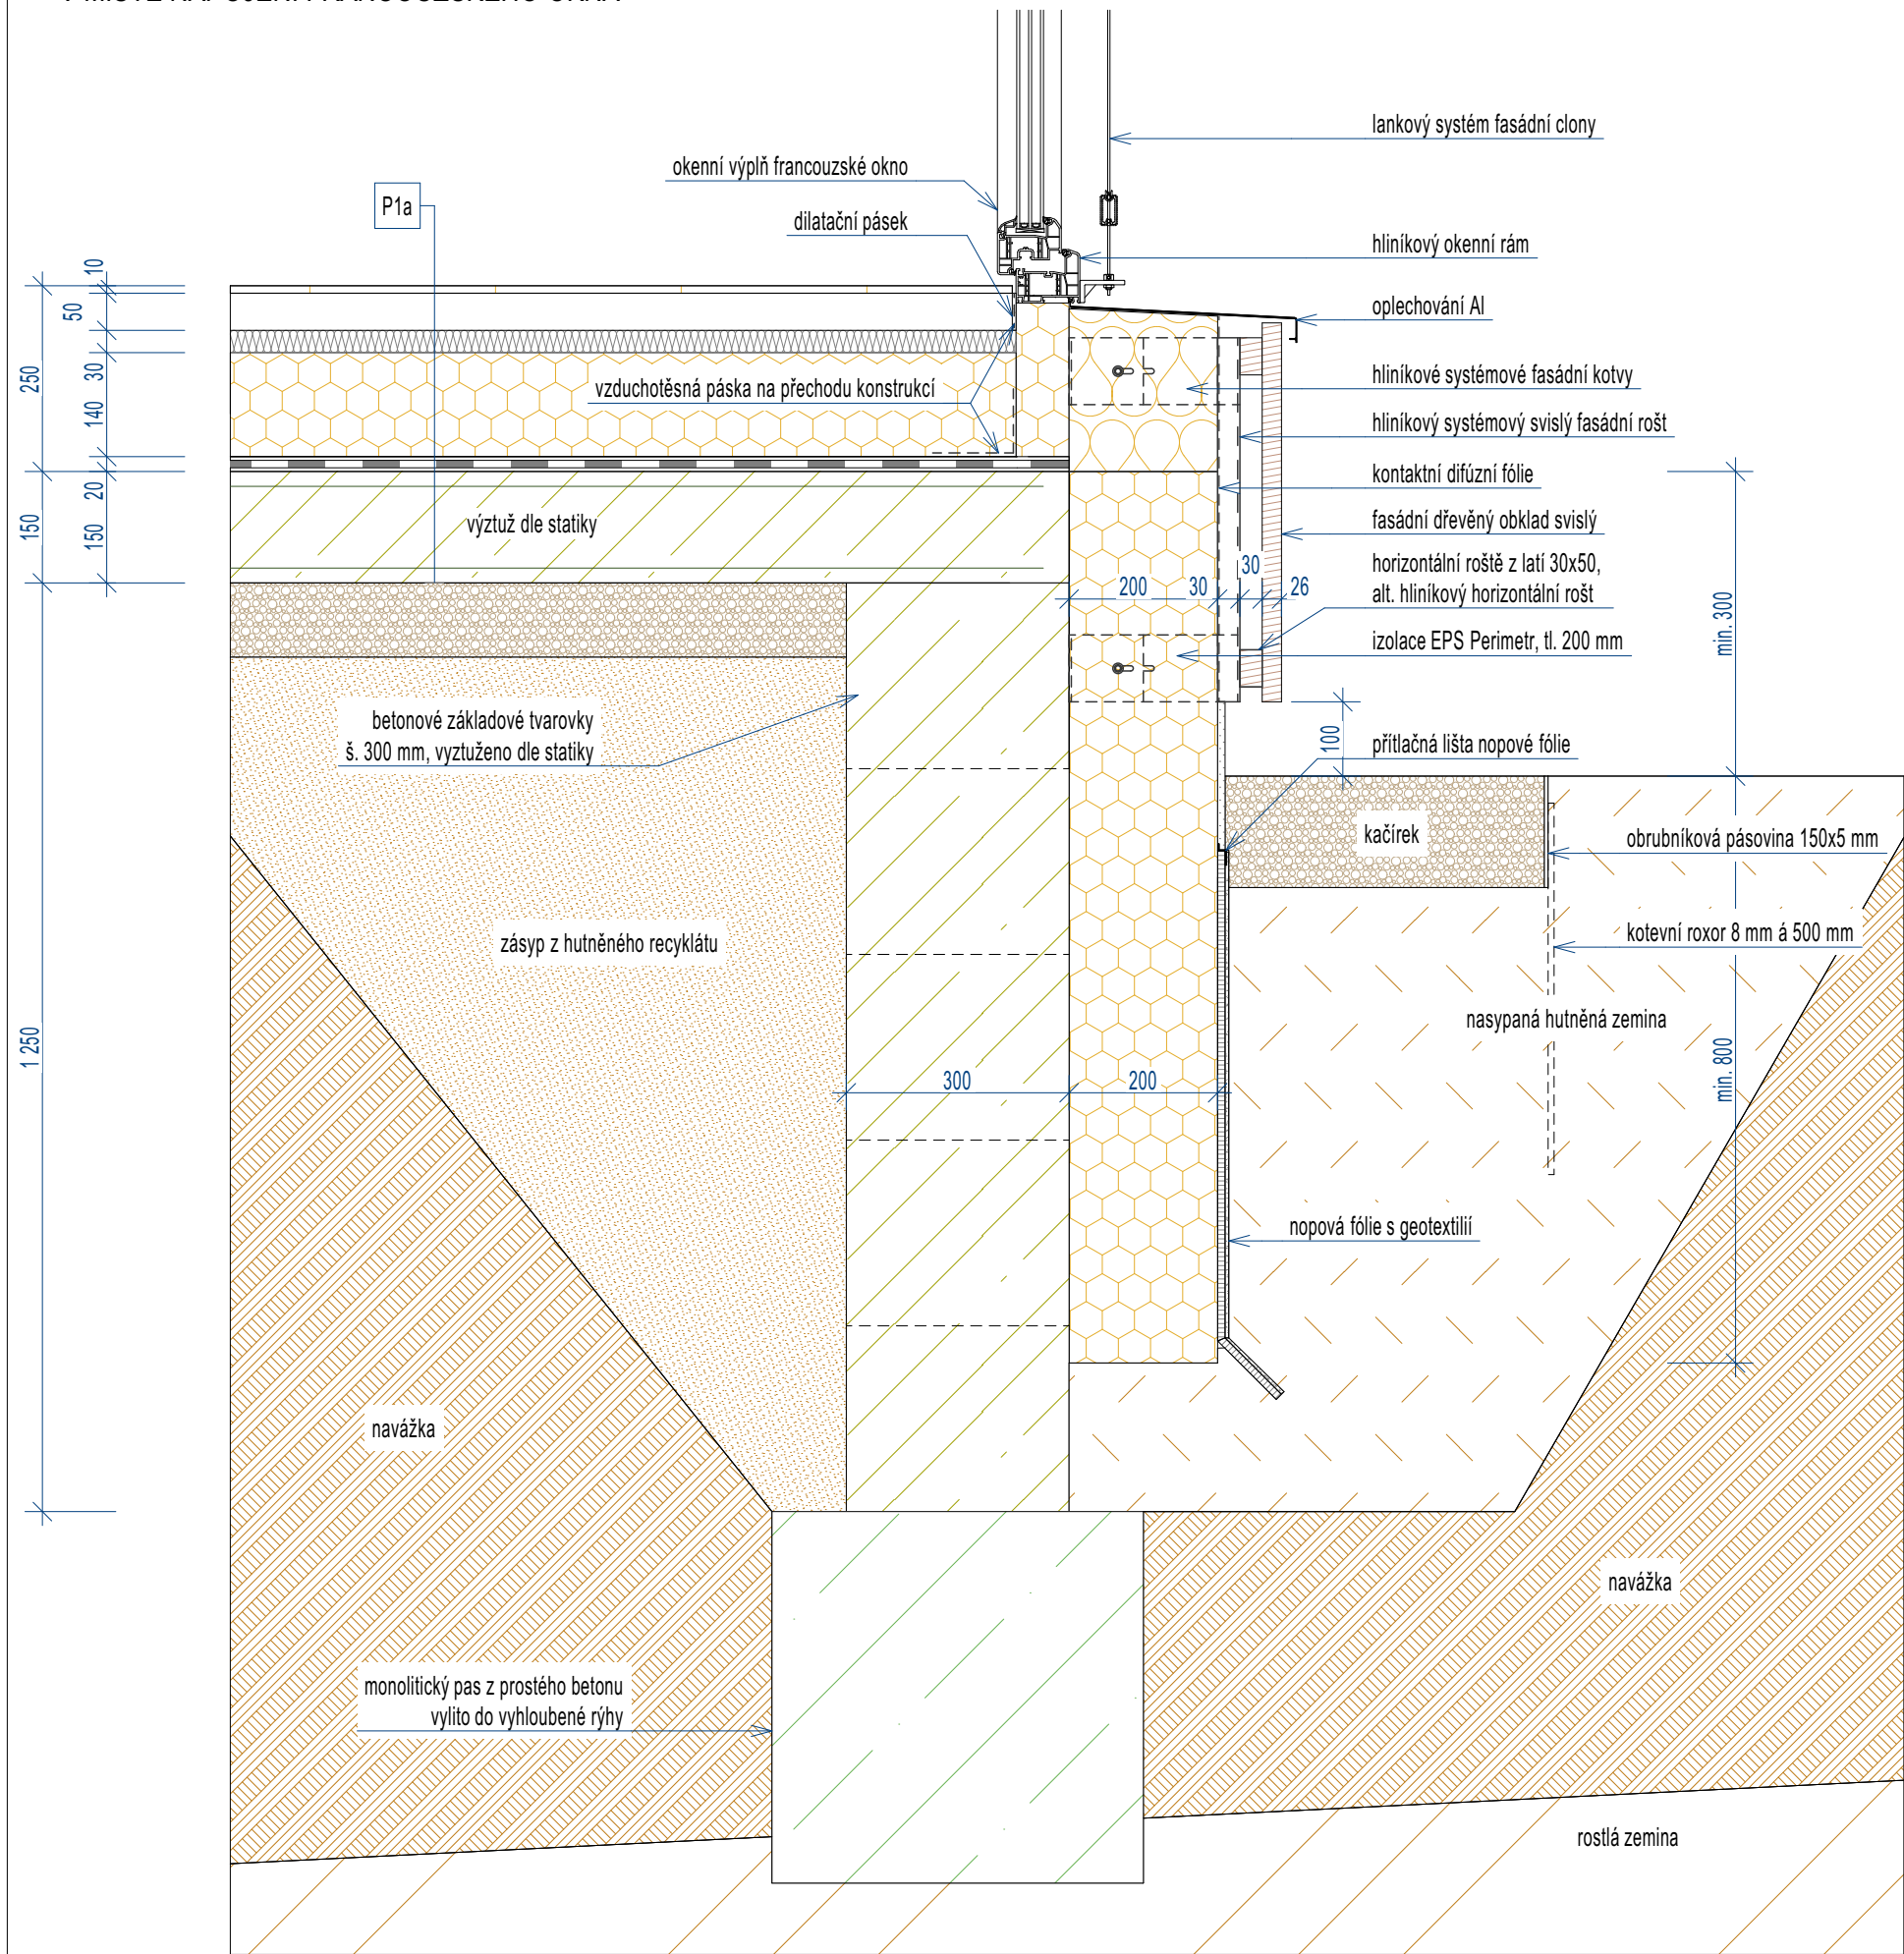 lankový systém fasádní clony
okenní výplň francouzské okno
P1a
dilatační pásek
hliníkový okenní rám
oplechování Al
vzduchotěsná páska na přechodu konstrukcí
hliníkové systémové fasádní kotvy
hliníkový systémový svislý fasádní rošt
kontaktní difúzní fólie
výztuž dle statiky
fasádní dřevěný obklad svislý
horizontální roště z latí 30x50,
alt. hliníkový horizontální rošt
izolace EPS Perimetr, tl. 200 mm
betonové základové tvarovky
š. 300 mm, vyztuženo dle statiky
přítlačná lišta nopové fólie
kačírek
obrubníková pásovina 150x5 mm
zásyp z hutněného recyklátu
kotevní roxor 8 mm á 500 mm
nasypaná hutněná zemina
nopová fólie s geotextilií
navážka
navážka
monolitický pas z prostého betonu
vylito do vyhloubené rýhy
rostlá zemina
10
50
30
140
20
150
250
150
1 250
200
30
30
26
100
min. 300
min. 800
300
200